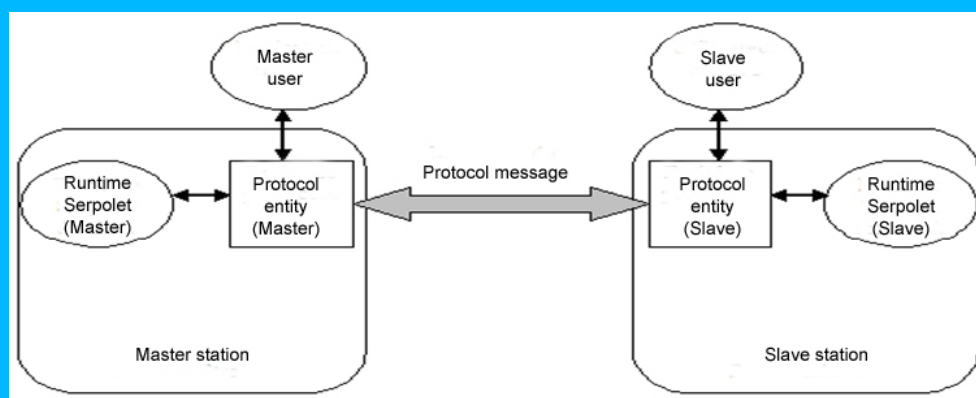 Master
user
Slave
user
Protocol message
Runtime
Serpolet
(Master)
Protocol
entity
(Master)
Protocol
entity
(Slave)
Runtime
Serpolet
(Slave)
Master station
Slave station